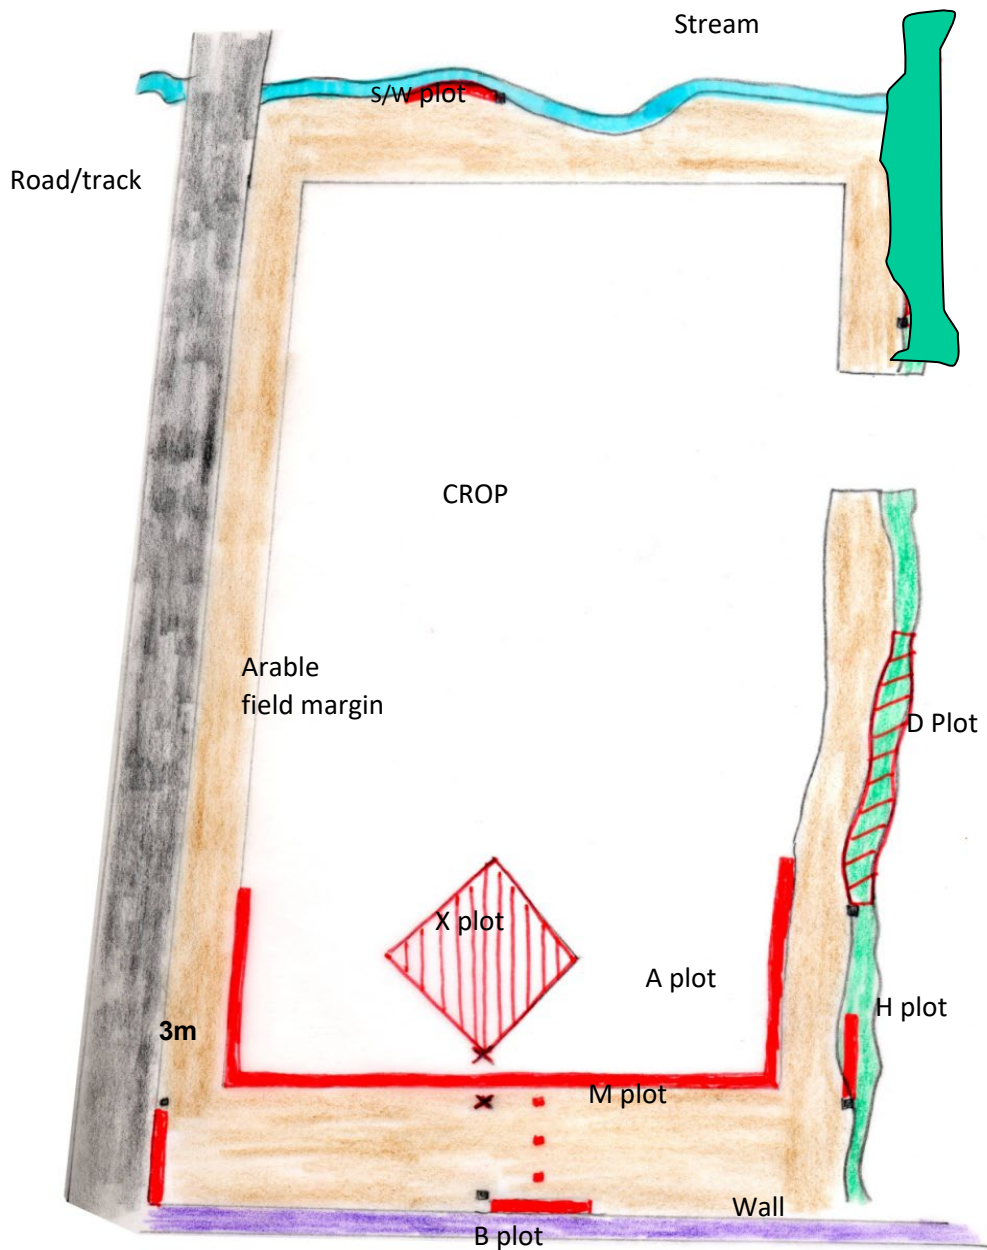 Stream
S/W plot
Road/track
CROP
Arable
field margin
D Plot
X plot
A plot
H plot
3m
M plot
Wall
B plot